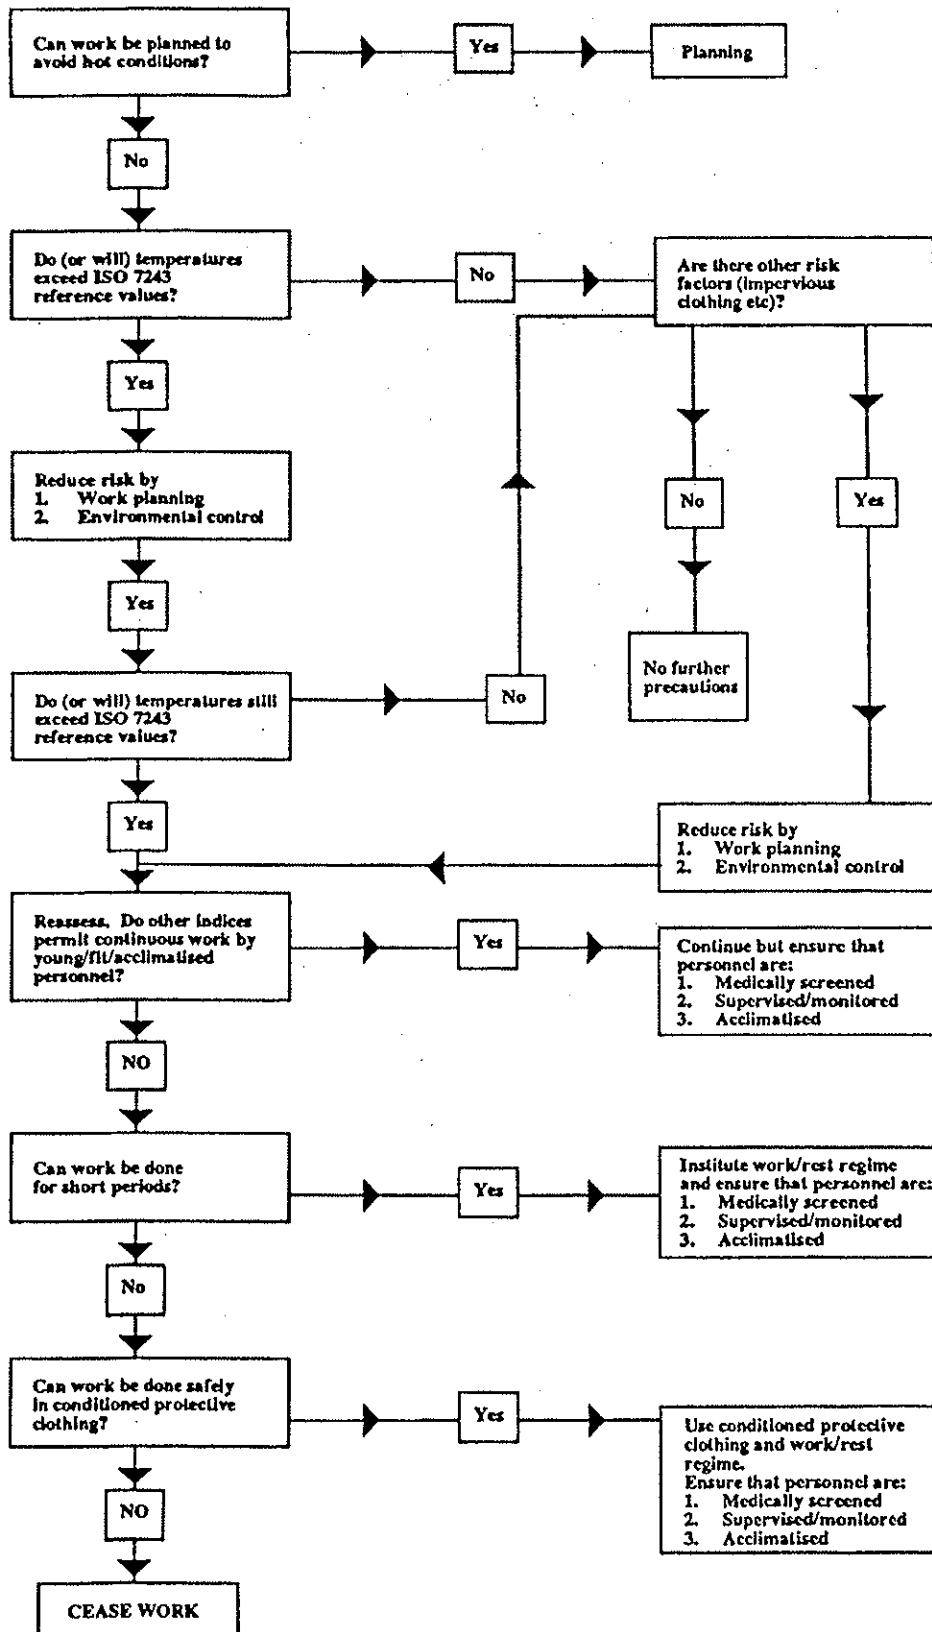 Can work be planned to
avoid hot conditions?
Yes
Planning
No
Do (or will) temperatures
exceed ISO 7243
reference values?
No
Are there other risk
factors (impervious
clothing etc)?
Yes
Reduce risk by
1. Work planning
2. Environmental control
No
Yes
Yes
No further
precautions
Do (or will) temperatures still
exceed ISO 7243
reference values?
No
Yes
Reduce risk by
1. Work planning
2. Environmental control
Reassess. Do other indices
permit continuous work by
young/fit/acclimatised
personnel?
Yes
Continue but ensure that
personnel are:
1. Medically screened
2. Supervised/monitored
3. Acclimatised
NO
Can work be done
for short periods?
Yes
Institute work/rest regime
and ensure that personnel are:
1. Medically screened
2. Supervised/monitored
3. Acclimatised
No
Can work be done safely
in conditioned protective
clothing?
Yes
Use conditioned protective
clothing and work/rest
regime.
Ensure that personnel are:
1. Medically screened
2. Supervised/monitored
3. Acclimatised
NO
CEASE WORK